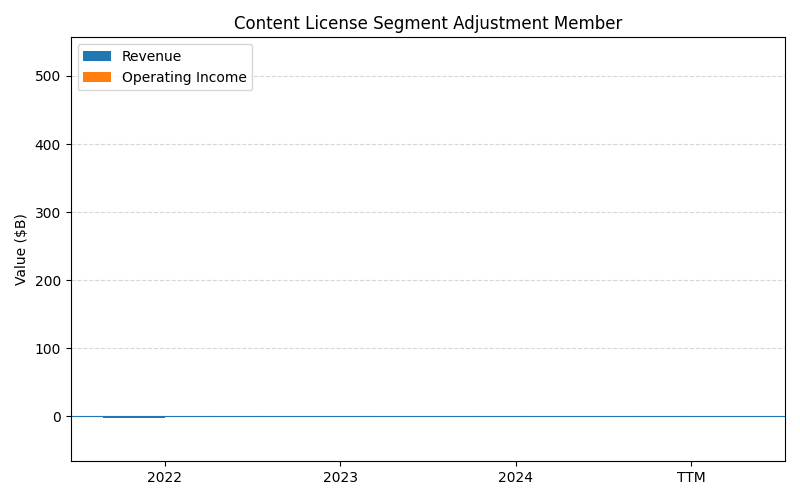 Content License Segment Adjustment Member
Revenue
Operating Income
Value ($B)
500
400
300
200
100
0
2022
2023
2024
TTM